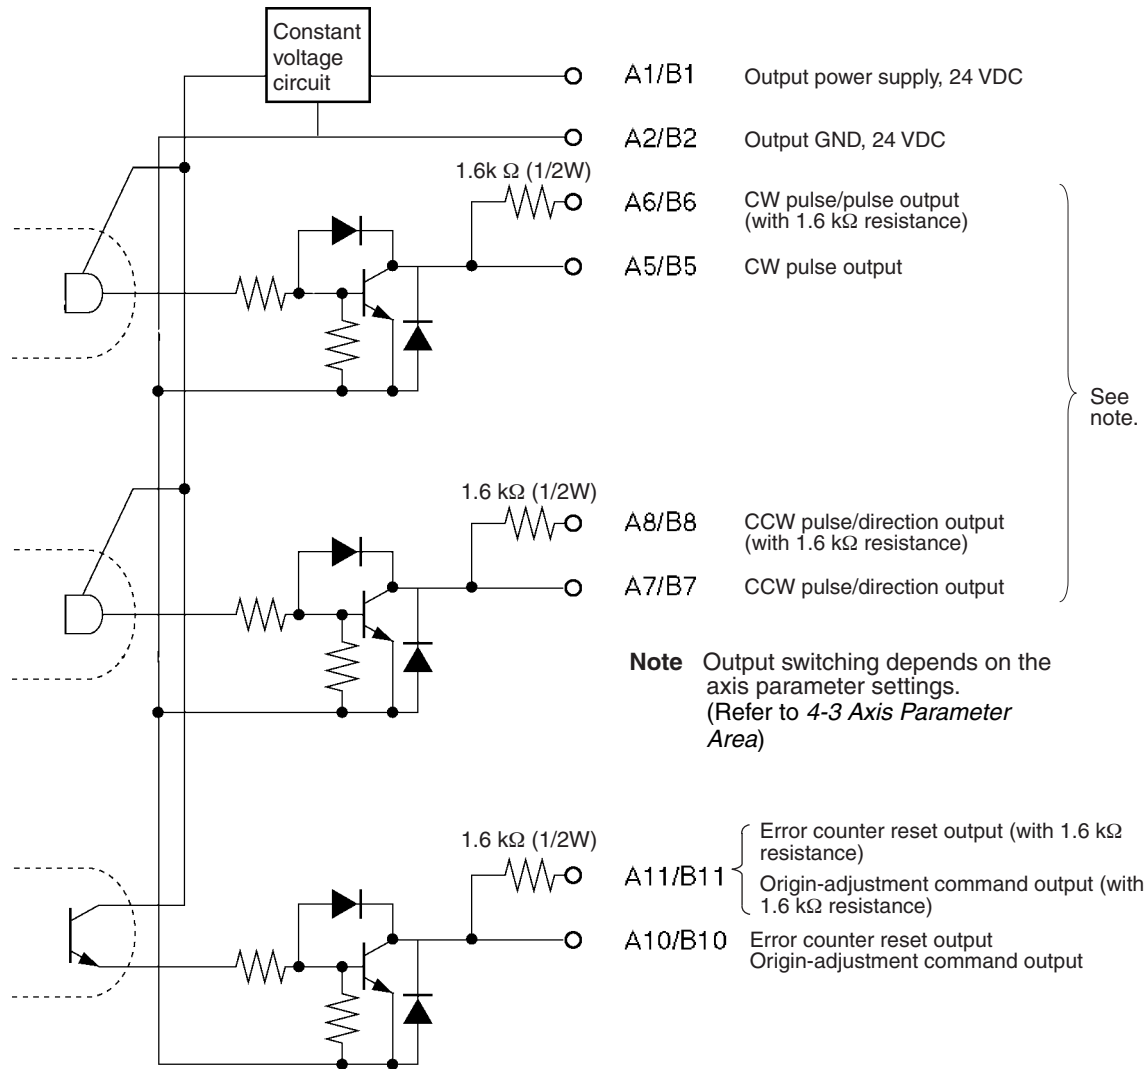 Constant
voltage
circuit
A1/B1 Output power supply, 24 VDC
A2/B2 Output GND, 24 VDC
1.6k Ω (1/2W)
A6/B6 CW pulse/pulse output
(with 1.6 kΩ resistance)
A5/B5 CW pulse output
See
note.
1.6 kΩ (1/2W)
A8/B8 CCW pulse/direction output
(with 1.6 kΩ resistance)
A7/B7 CCW pulse/direction output
Note Output switching depends on the
axis parameter settings.
(Refer to 4-3 Axis Parameter
Area)
1.6 kΩ (1/2W)
A11/B11 Error counter reset output (with 1.6 kΩ
resistance)
Origin-adjustment command output (with
1.6 kΩ resistance)
A10/B10 Error counter reset output
Origin-adjustment command output